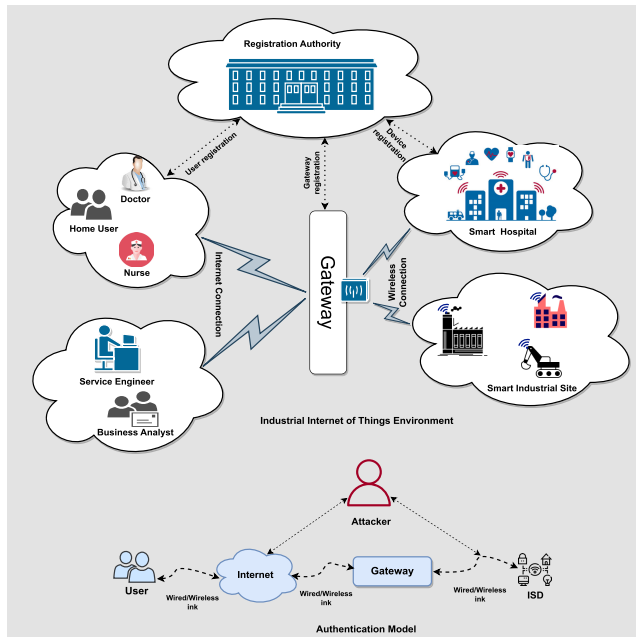 Registration Authority
User registration
Gateway
registration
Device
registration
Doctor
Home User
Nurse
Smart Hospital
Internet Connection
Gateway
Wireless
Connection
Service Engineer
Business Analyst
Smart Industrial Site
Industrial Internet of Things Environment
Attacker
User
Internet
Gateway
ISD
Wired/Wireless
ink
Wired/Wireless
ink
Wired/Wireless
ink
Authentication Model